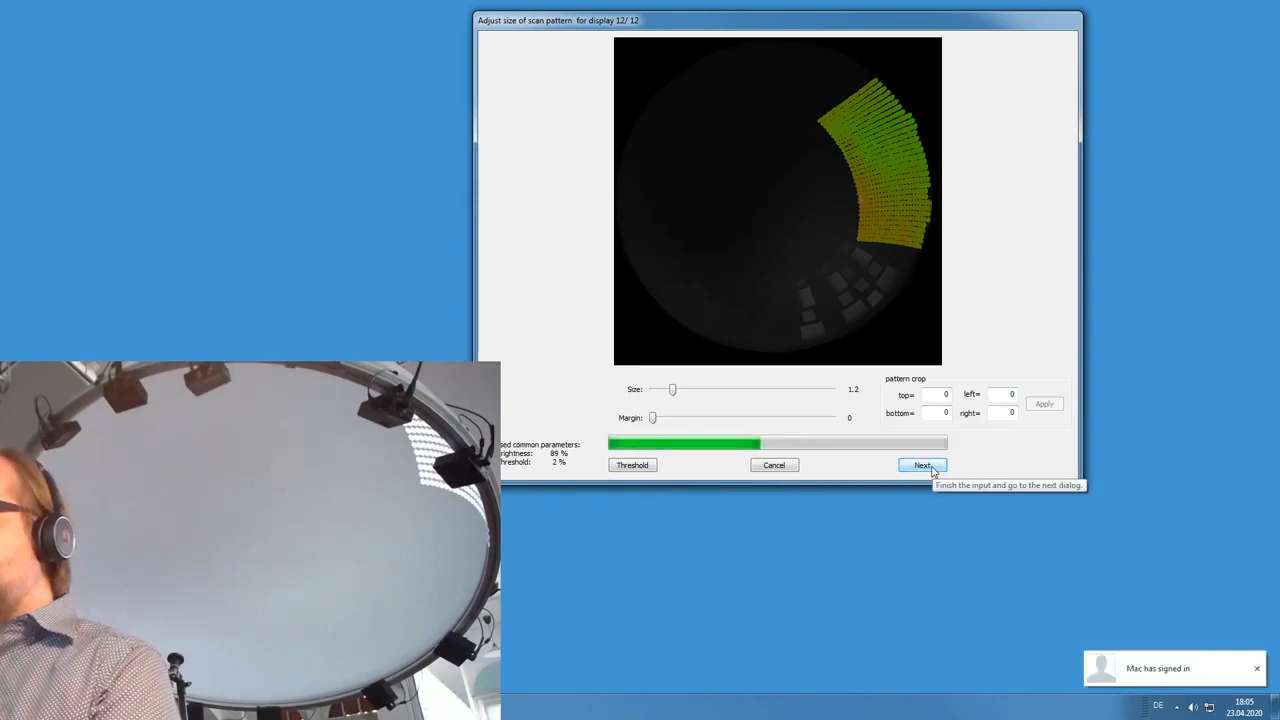 Adjust size of scan pattern for display 12/ 12
Size:
1.2
Margin:
0
pattern crop
top= 0 left= 0
bottom= 0 right= 0
Apply
sed common parameters:
rightness: 89 %
hreshold: 2 %
Threshold
Cancel
Next
Finish the input and go to the next dialog.
Mac has signed in
DE
18:05
23.04.2020